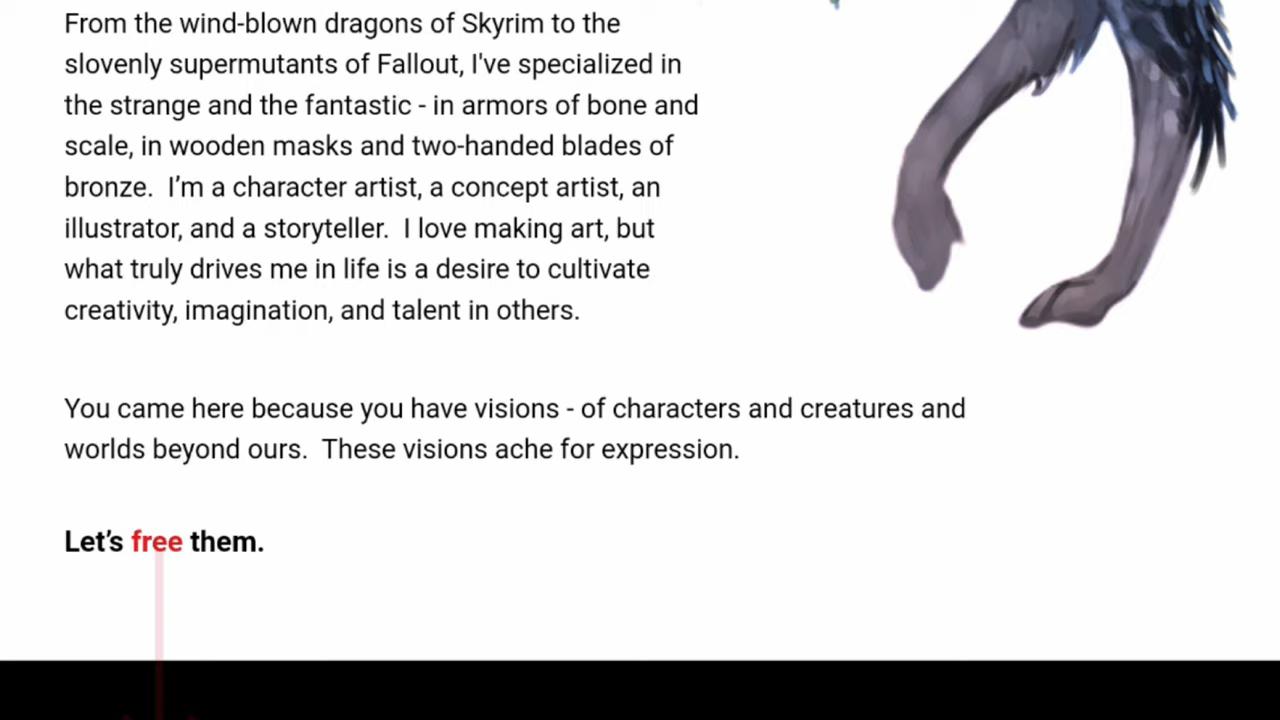 From the wind-blown dragons of Skyrim to the
slovenly supermutants of Fallout, I've specialized in
the strange and the fantastic - in armors of bone and
scale, in wooden masks and two-handed blades of
bronze.  I’m a character artist, a concept artist, an
illustrator, and a storyteller.  I love making art, but
what truly drives me in life is a desire to cultivate
creativity, imagination, and talent in others.
You came here because you have visions - of characters and creatures and
worlds beyond ours.  These visions ache for expression.
Let’s free them.